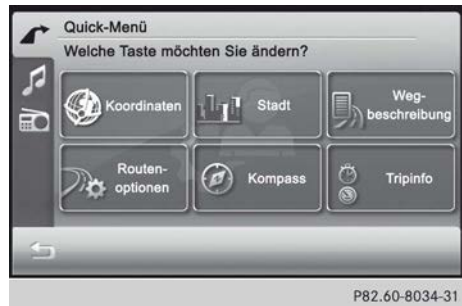 Quick-Menü
Welche Taste möchten Sie ändern?
Koordinaten
Stadt
Weg-
beschreibung
Routen-
optionen
Kompass
Tripinfo
P82.60-8034-31